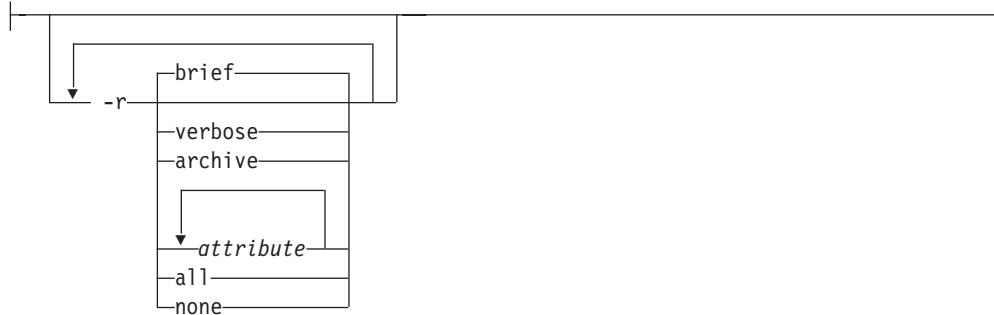 brief
-r
verbose
archive
attribute
all
none